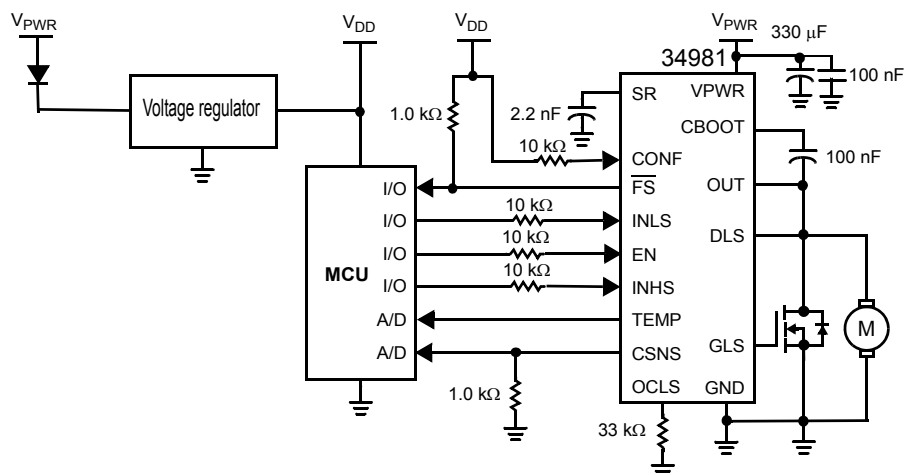 VPWR
VDD
VDD
VPWR
330 μF
34981
100 nF
Voltage regulator
1.0 kΩ
2.2 nF
SR
VPWR
CBOOT
10 kΩ
CONF
100 nF
I/O
FS
OUT
I/O
10 kΩ
INLS
DLS
I/O
10 kΩ
EN
MCU
I/O
10 kΩ
INHS
A/D
TEMP
M
A/D
CSNS
GLS
1.0 kΩ
OCLS
GND
33 kΩ